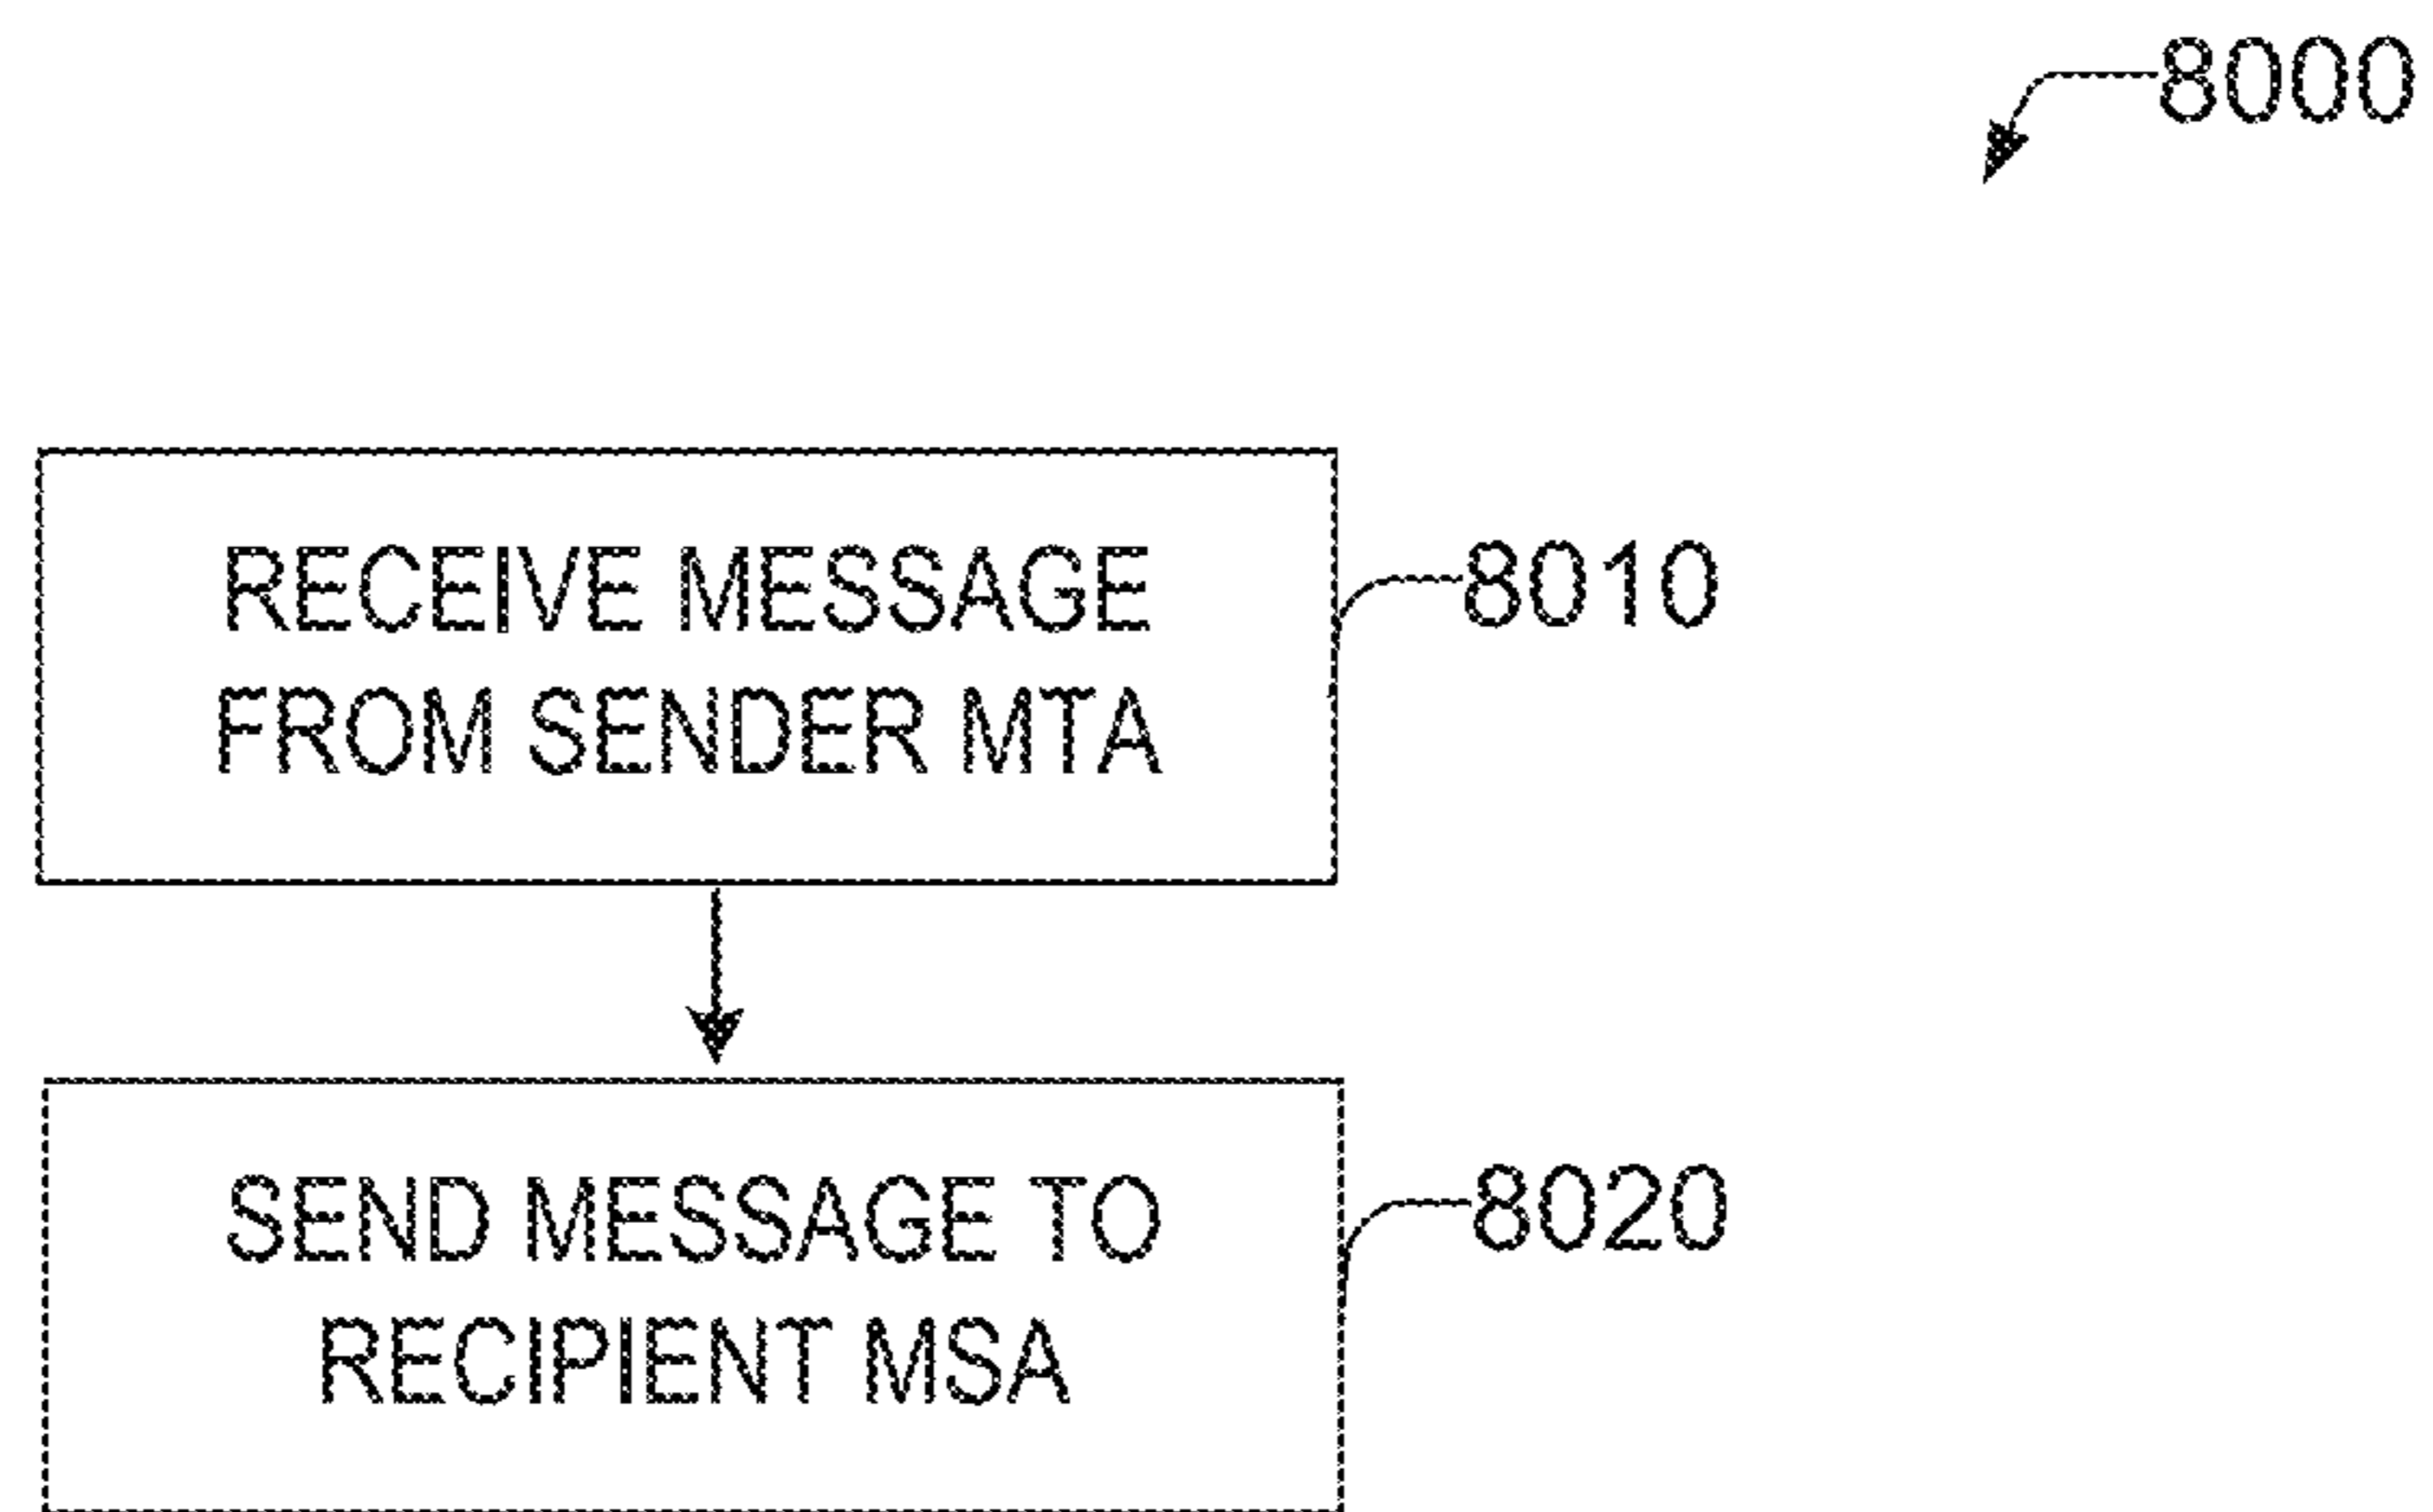 8000
RECEIVE MESSAGE
FROM SENDER MTA
8010
SEND MESSAGE TO
RECIPIENT MSA
8020